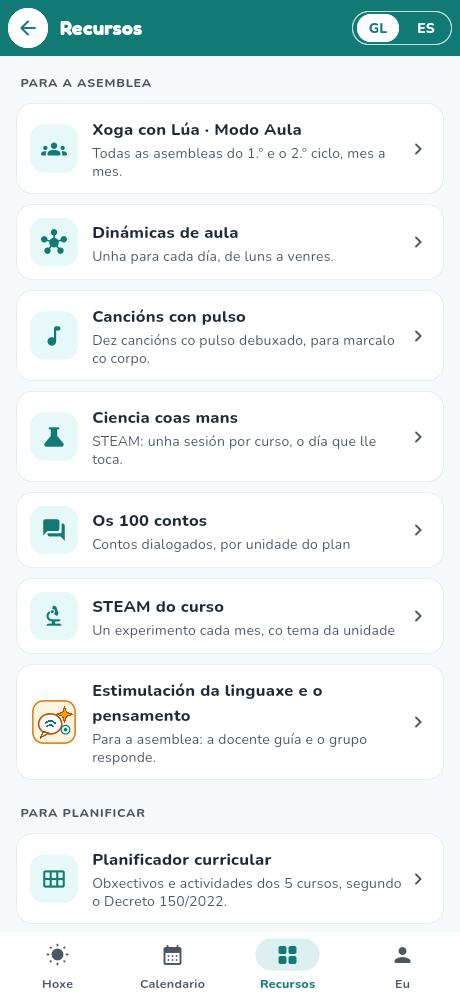 Recursos
GL
ES
PARA A ASEMBLEA
Xoga con Lúa · Modo Aula
Todas as asembleas do 1.º e o 2.º ciclo, mes a
mes.
Dinámicas de aula
Unha para cada día, de luns a venres.
Cancións con pulso
Dez cancións co pulso debuxado, para marcalo
co corpo.
Ciencia coas mans
STEAM: unha sesión por curso, o día que lle
toca.
Os 100 contos
Contos dialogados, por unidade do plan
STEAM do curso
Un experimento cada mes, co tema da unidade
Estimulación da linguaxe e o
pensamento
Para a asemblea: a docente guía e o grupo
responde.
PARA PLANIFICAR
Planificador curricular
Obxectivos e actividades dos 5 cursos, segundo
o Decreto 150/2022.
Hoxe
Calendario
Recursos
Eu